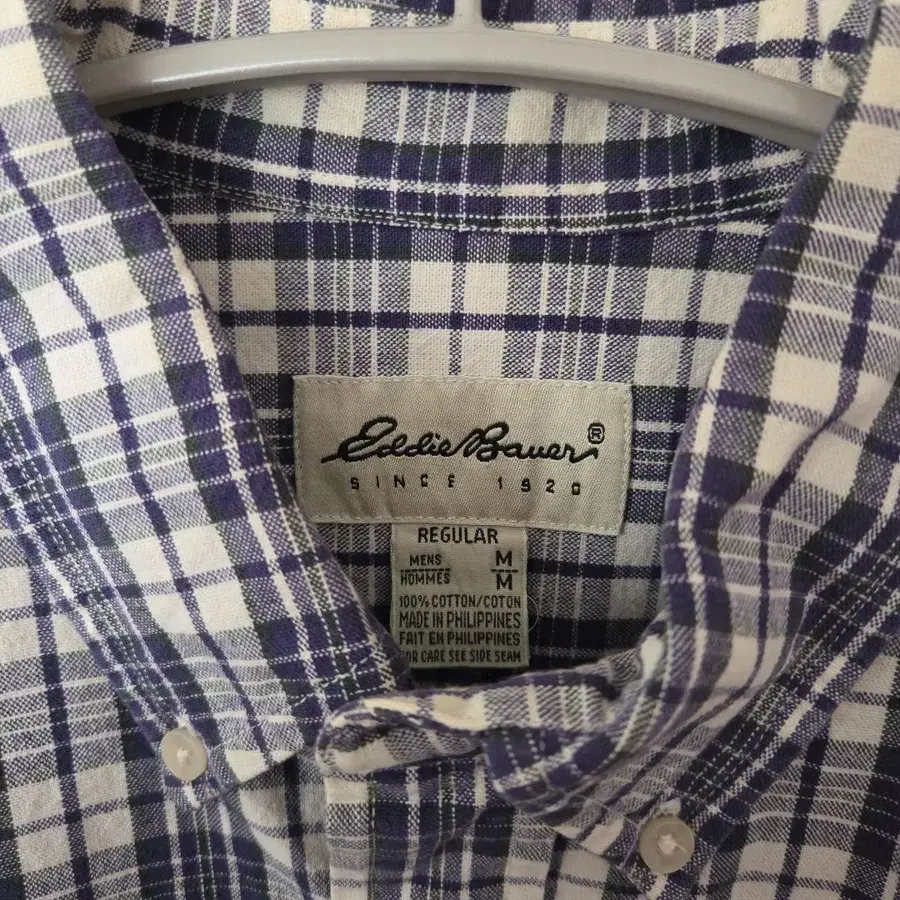 Eddie Bauer®
SINCE 1920
REGULAR
MENS M
HOMMES M
100% COTTON/COTON
MADE IN PHILIPPINES
FAIT EN PHILIPPINES
FOR CARE SEE SIDE SEAM